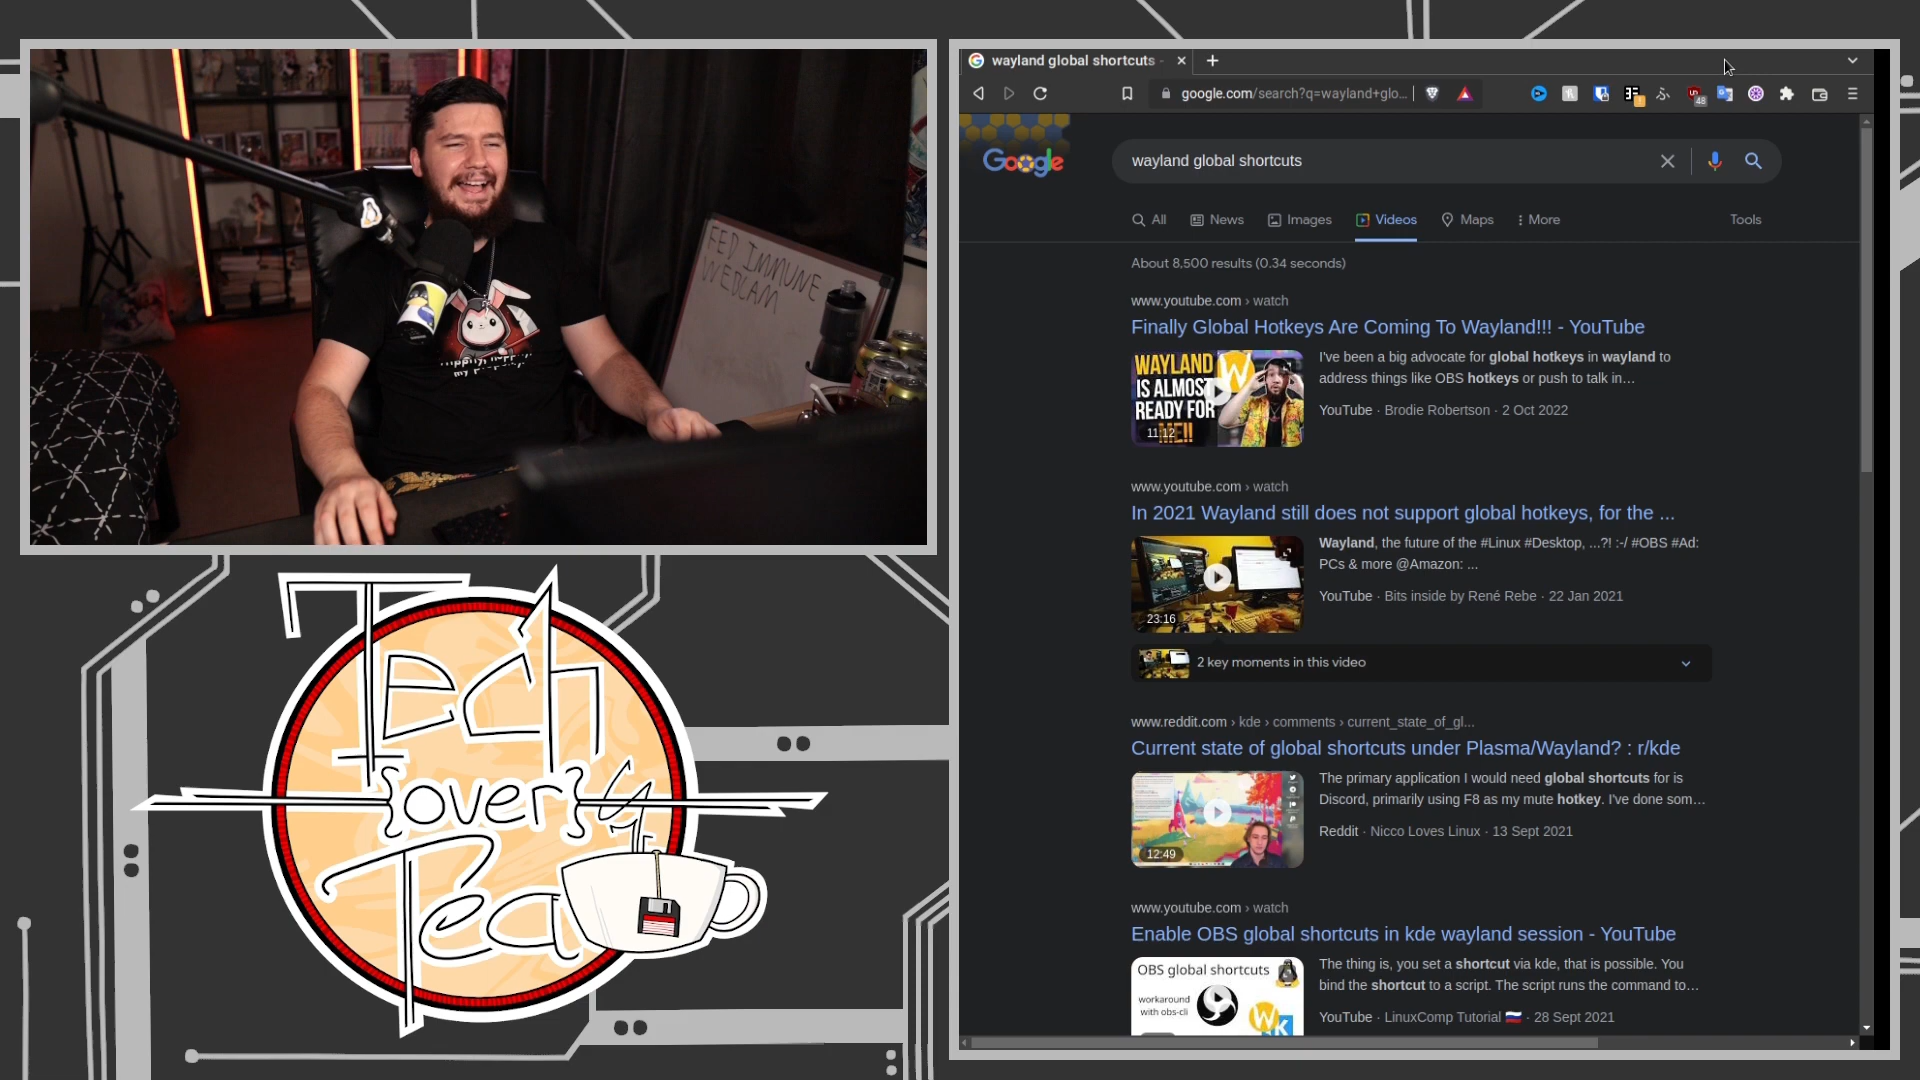 FED IMMUNE
WEBCAM
Tech
over
Tea
wayland global shortcuts -
google.com/search?q=wayland+glo...
48
Google
wayland global shortcuts
All
News
Images
Videos
Maps
More
Tools
About 8,500 results (0.34 seconds)
www.youtube.com › watch
Finally Global Hotkeys Are Coming To Wayland!!! - YouTube
WAYLAND
IS ALMOST
READY FOR
ME!!
11:12
I've been a big advocate for global hotkeys in wayland to
address things like OBS hotkeys or push to talk in…
YouTube · Brodie Robertson · 2 Oct 2022
www.youtube.com › watch
In 2021 Wayland still does not support global hotkeys, for the ...
23:16
Wayland, the future of the #Linux #Desktop, ...?! :-/ #OBS #Ad:
PCs & more @Amazon: ...
YouTube · Bits inside by René Rebe · 22 Jan 2021
2 key moments in this video
www.reddit.com › kde › comments › current_state_of_gl...
Current state of global shortcuts under Plasma/Wayland? : r/kde
12:49
The primary application I would need global shortcuts for is
Discord, primarily using F8 as my mute hotkey. I've done som…
Reddit · Nicco Loves Linux · 13 Sept 2021
www.youtube.com › watch
Enable OBS global shortcuts in kde wayland session - YouTube
OBS global shortcuts
workaround
with obs-cli
The thing is, you set a shortcut via kde, that is possible. You
bind the shortcut to a script. The script runs the command to…
YouTube · LinuxComp Tutorial 🇷🇺 · 28 Sept 2021